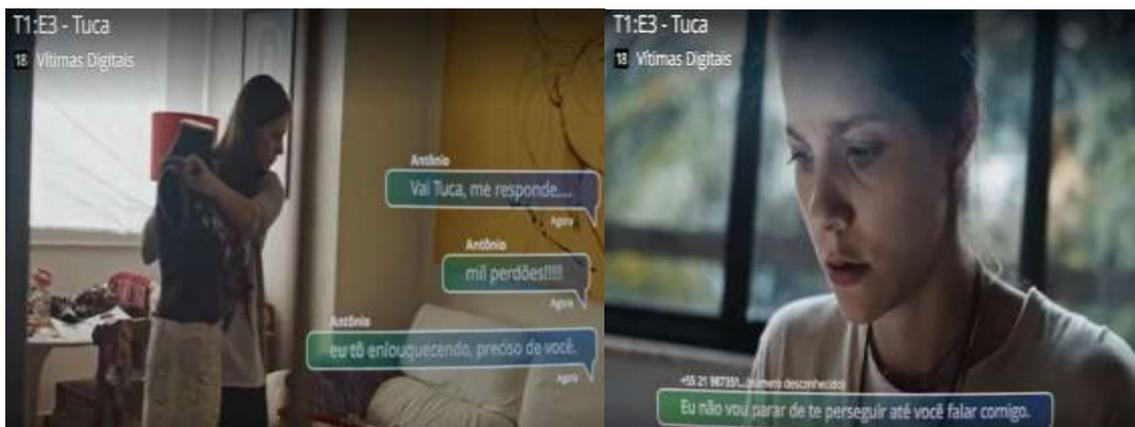 T1:E3 - Tuca
18 Vítimas Digitais
Antônio
Vai Tuca, me responde....
Agora
Antônio
mil perdões!!!!!
Agora
Antônio
eu tô enlouquecendo, preciso de você.
Agora
T1:E3 - Tuca
18 Vítimas Digitais
+55 21 98735\... (número desconhecido)
Eu não vou parar de te perseguir até você falar comigo.